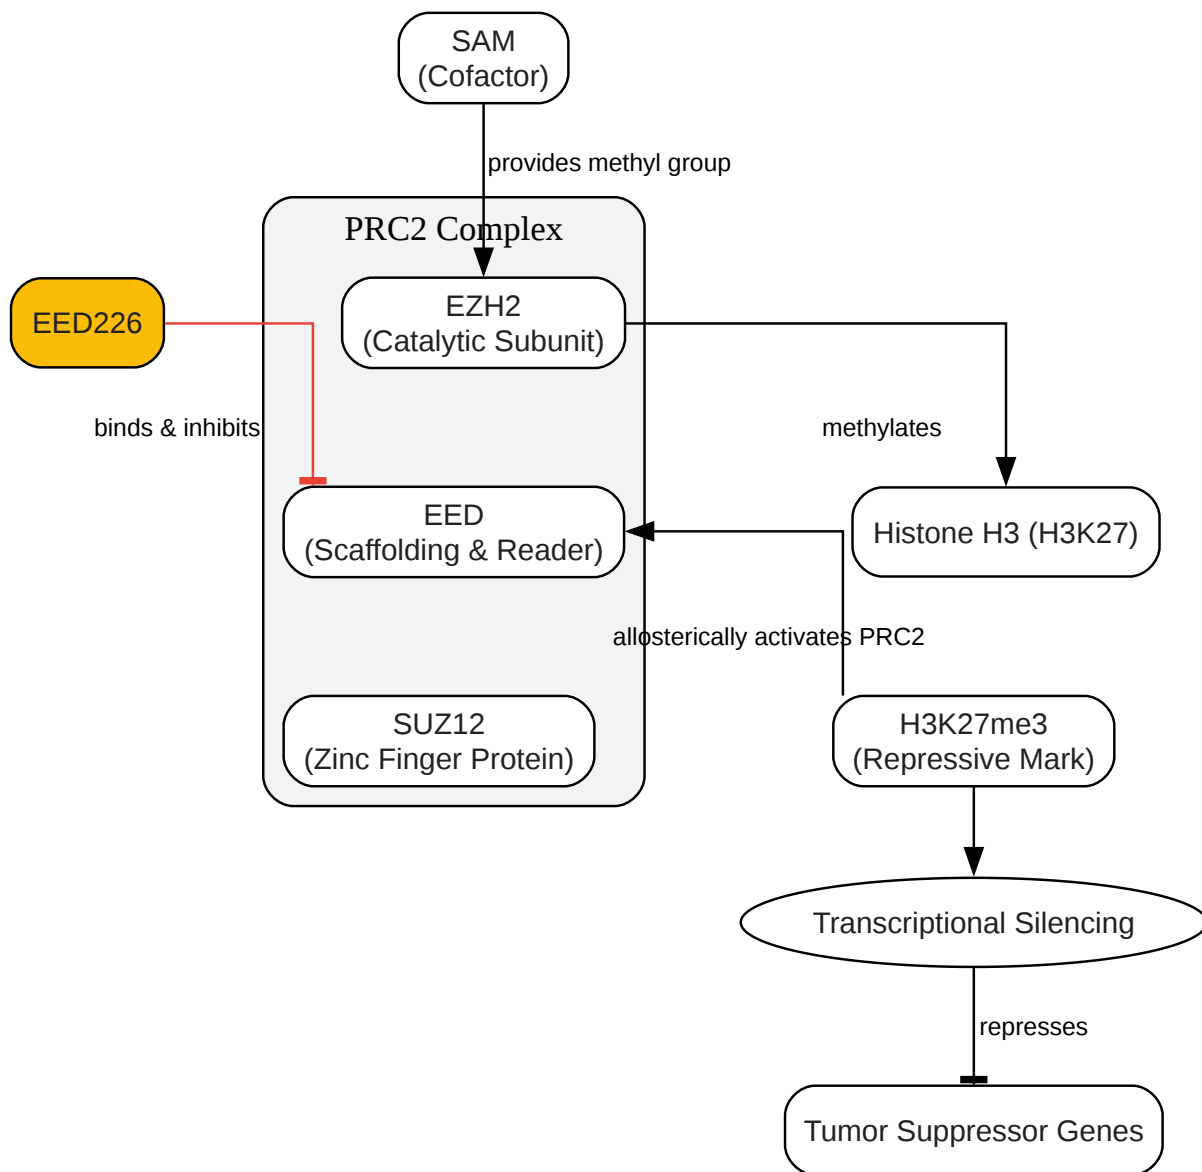 SAM
(Cofactor)
provides methyl group
PRC2 Complex
EED226
EZH2
(Catalytic Subunit)
binds & inhibits
methylates
EED
(Scaffolding & Reader)
Histone H3 (H3K27)
allosterically activates PRC2
SUZ12
(Zinc Finger Protein)
H3K27me3
(Repressive Mark)
Transcriptional Silencing
represses
Tumor Suppressor Genes